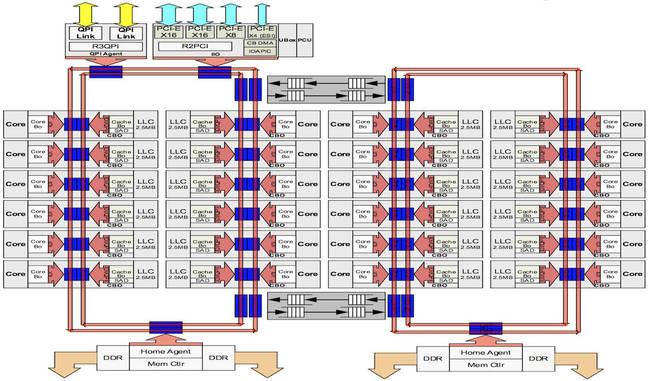 QPI Link QPI Link
R3QPI
QPI Agent
PCI-E X16 PCI-E X16 PCI-E X8 PCI-E X4 (ESI)
R2PCI
CB DMA
IOAPIC
IIO
UBox PCU
Core Core Bo Cache Bo SAD CBO LLC 2.5MB LLC 2.5MB Cache Bo SAD CBO Core Bo Core
Core Core Bo Cache Bo SAD CBO LLC 2.5MB LLC 2.5MB Cache Bo SAD CBO Core Bo Core
Core Core Bo Cache Bo SAD CBO LLC 2.5MB LLC 2.5MB Cache Bo SAD CBO Core Bo Core
Core Core Bo Cache Bo SAD CBO LLC 2.5MB LLC 2.5MB Cache Bo SAD CBO Core Bo Core
Core Core Bo Cache Bo SAD CBO LLC 2.5MB LLC 2.5MB Cache Bo SAD CBO Core Bo Core
Core Core Bo Cache Bo SAD CBO LLC 2.5MB LLC 2.5MB Cache Bo SAD CBO Core Bo Core
Core Core Bo Cache Bo SAD CBO LLC 2.5MB LLC 2.5MB Cache Bo SAD CBO Core Bo Core
Core Core Bo Cache Bo SAD CBO LLC 2.5MB LLC 2.5MB Cache Bo SAD CBO Core Bo Core
Core Core Bo Cache Bo SAD CBO LLC 2.5MB LLC 2.5MB Cache Bo SAD CBO Core Bo Core
Core Core Bo Cache Bo SAD CBO LLC 2.5MB LLC 2.5MB Cache Bo SAD CBO Core Bo Core
Core Core Bo Cache Bo SAD CBO LLC 2.5MB LLC 2.5MB Cache Bo SAD CBO Core Bo Core
Core Core Bo Cache Bo SAD CBO LLC 2.5MB LLC 2.5MB Cache Bo SAD CBO Core Bo Core
DDR Home Agent DDR
Mem Ctlr
DDR Home Agent DDR
Mem Ctlr